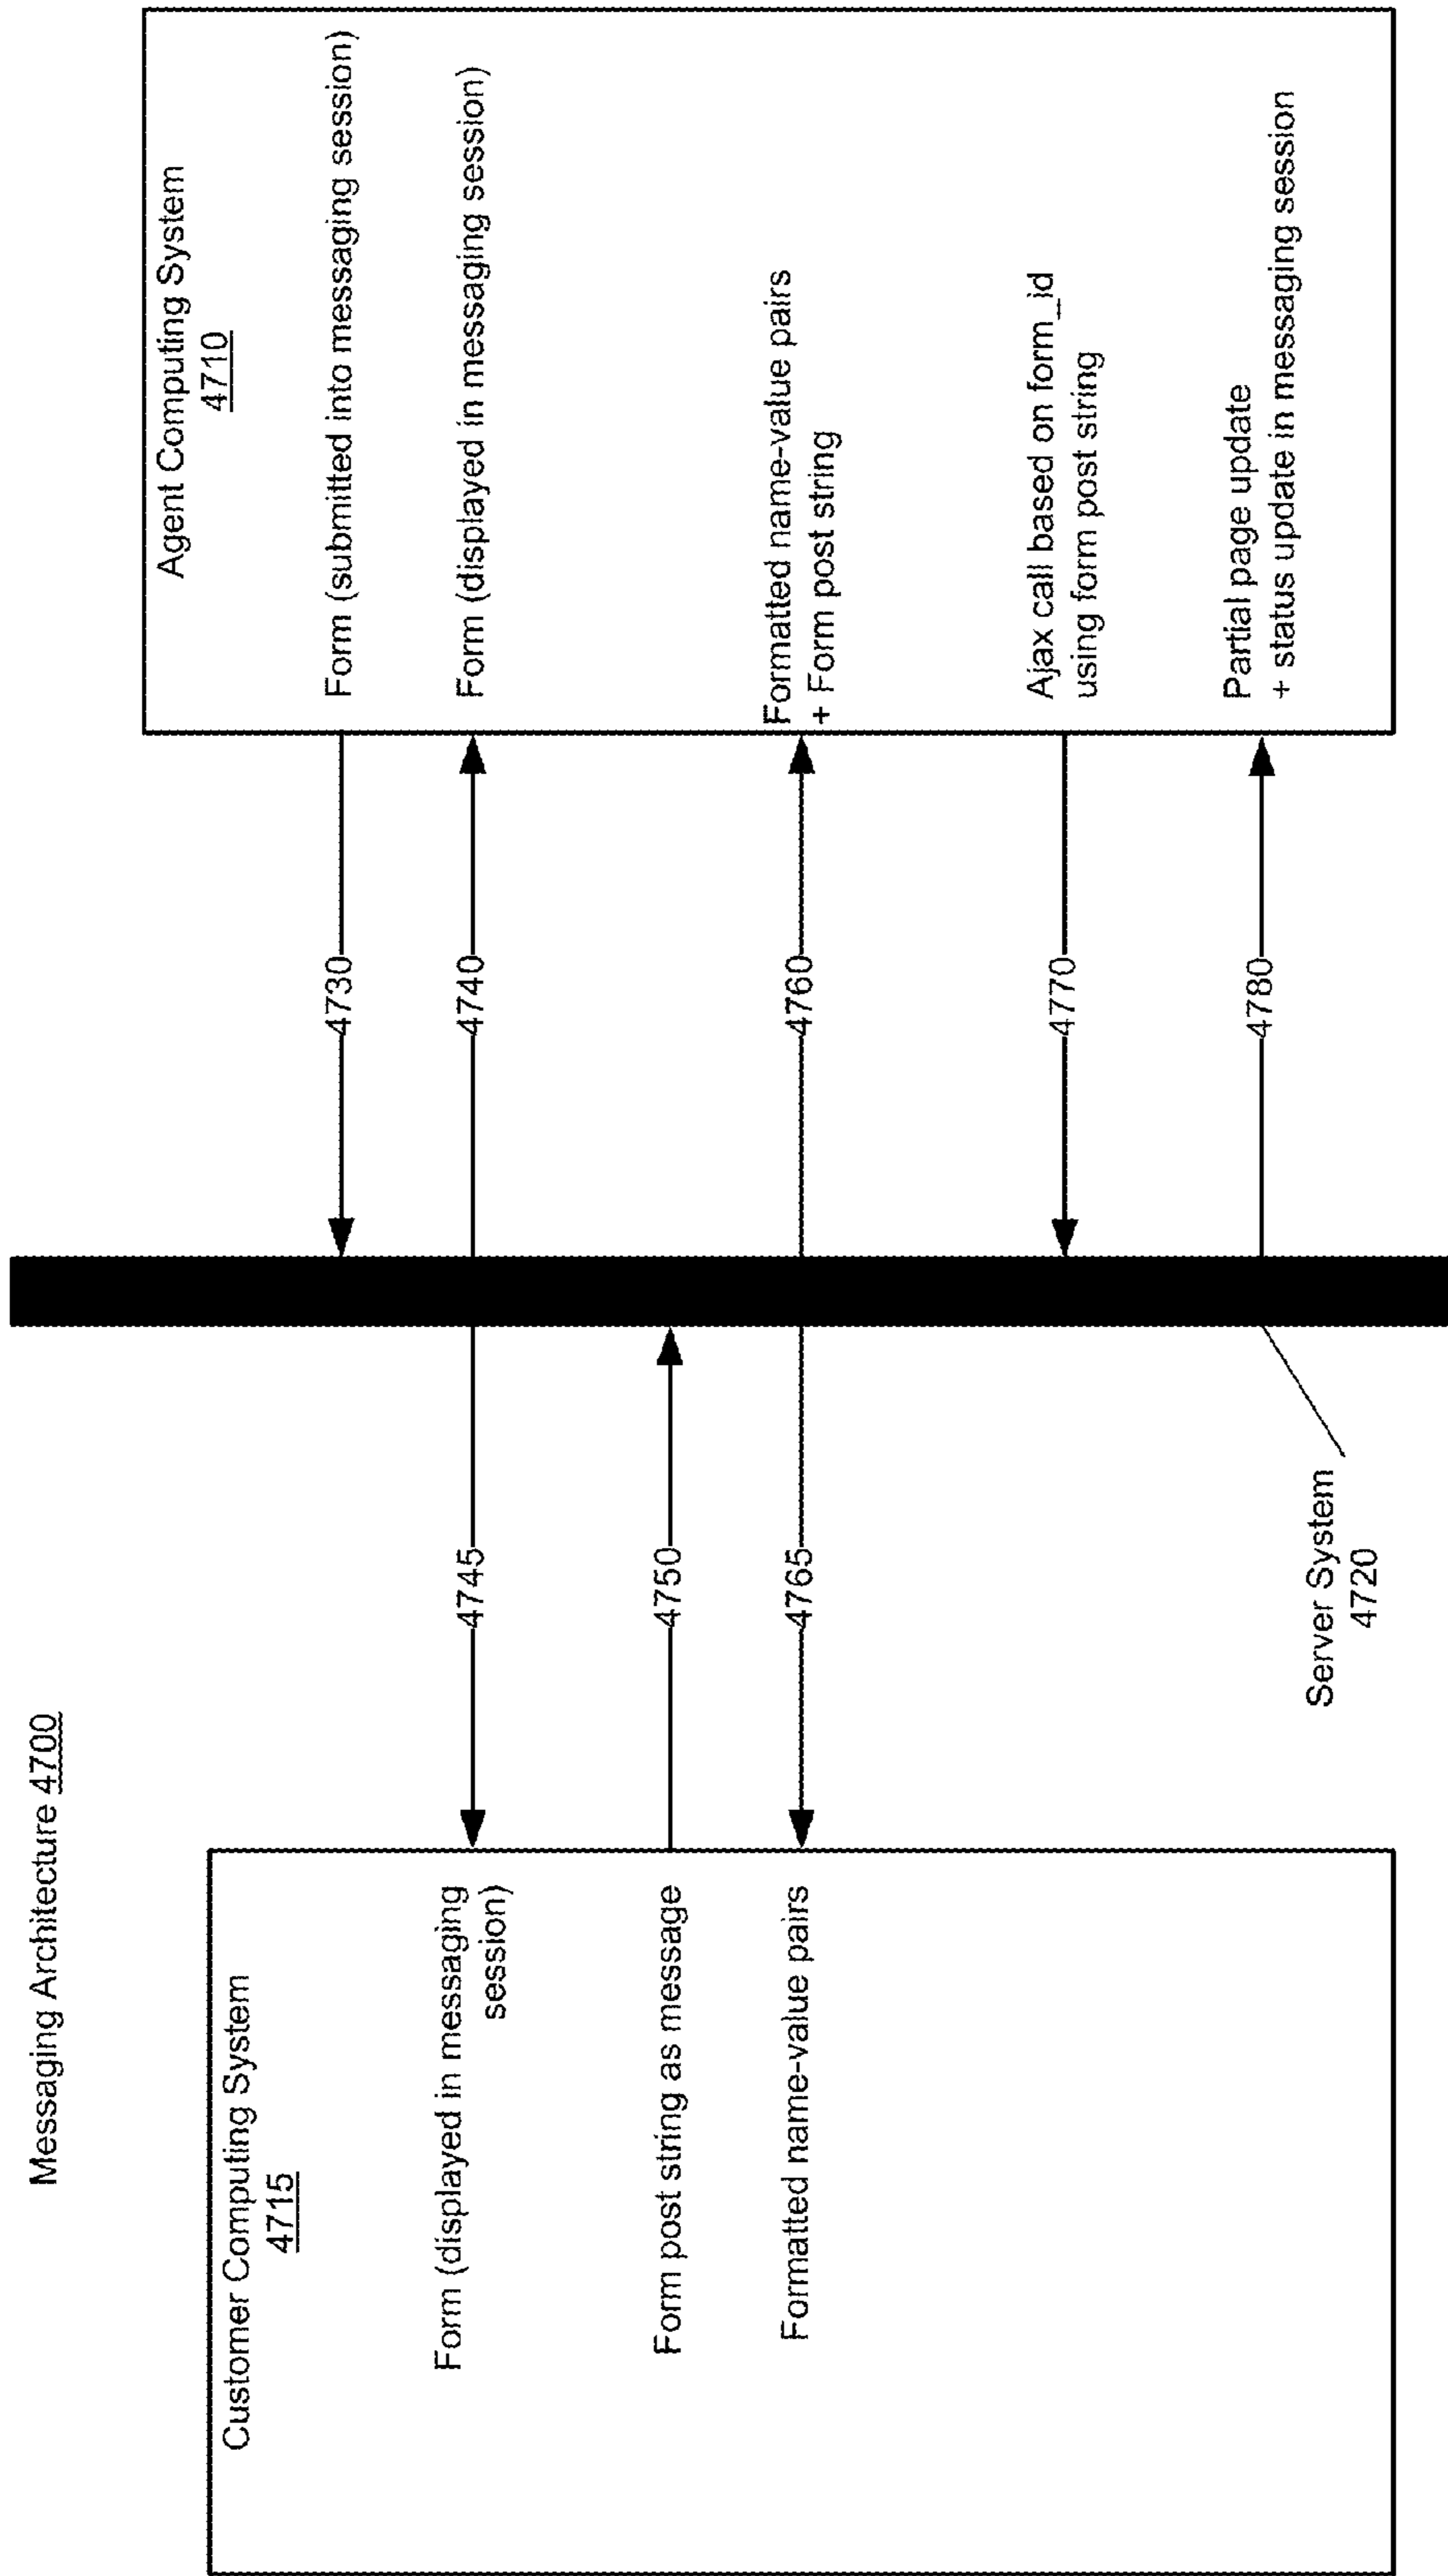 Messaging Architecture 4700
Customer Computing System
4715
Form (displayed in messaging
session)
Form post string as message
Formatted name-value pairs
4745
4750
4765
Server System
4720
4730
4740
4760
4770
4780
Agent Computing System
4710
Form (submitted into messaging session)
Form (displayed in messaging session)
Formatted name-value pairs
+ Form post string
Ajax call based on form_id
using form post string
Partial page update
+ status update in messaging session